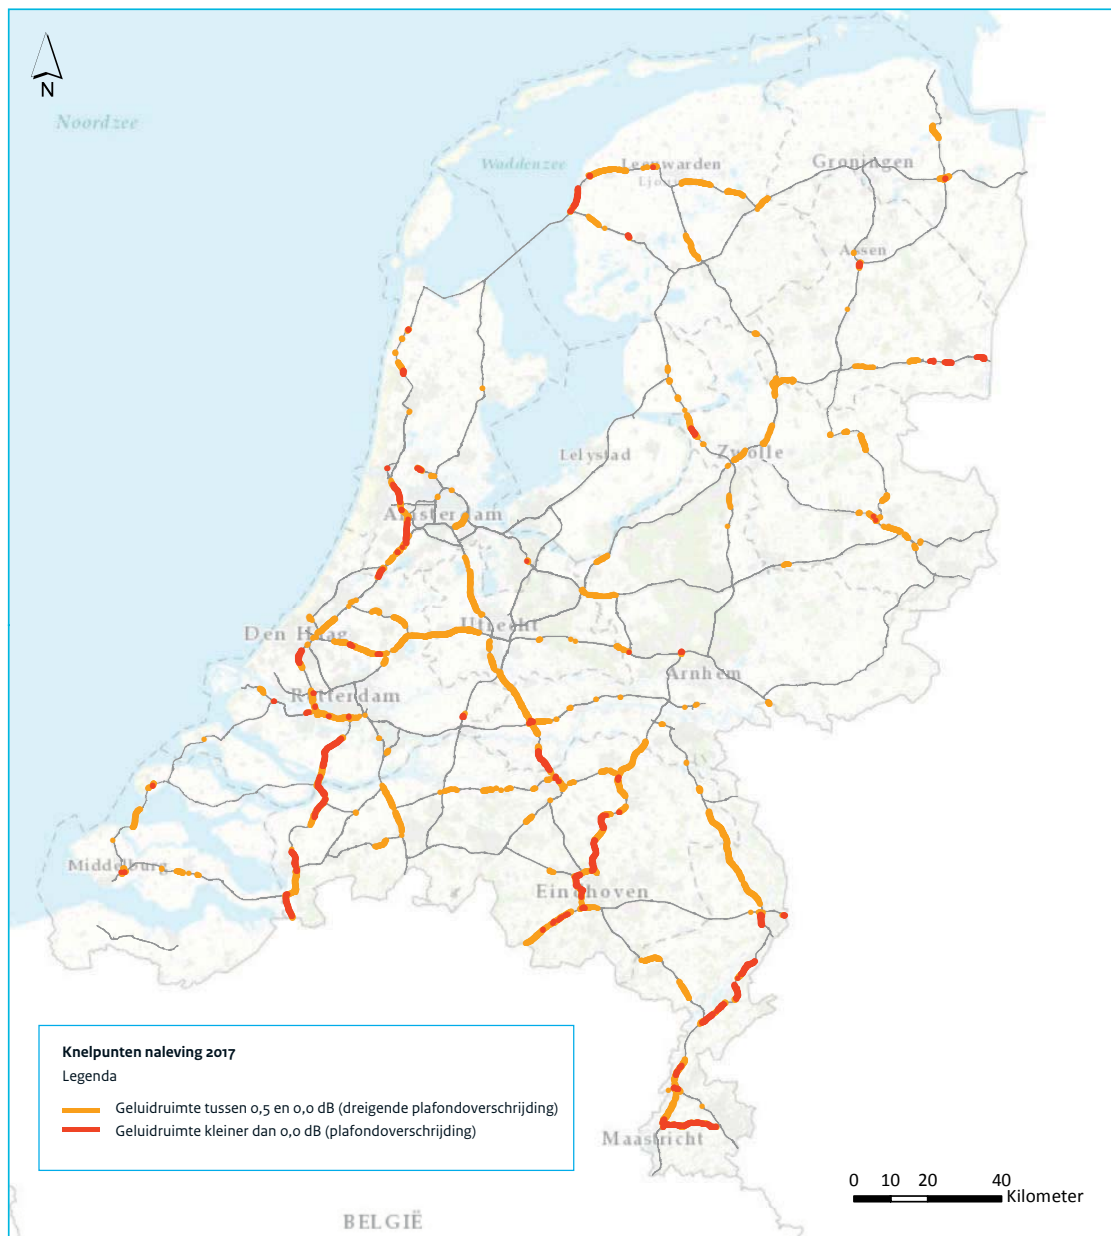 N
Noordzee
Waddenzee
Leeuwarden
Groningen
Assen
Lelystad
Zwolle
Amsterdam
Utrecht
Den Haag
Arnhem
Rotterdam
Middelburg
Eindhoven
Maastricht
BELGIË
Knelpunten naleving 2017
Legenda
Geluidruimte tussen 0,5 en 0,0 dB (dreigende plafondoverschrijding)
Geluidruimte kleiner dan 0,0 dB (plafondoverschrijding)
0 10 20 40
Kilometer